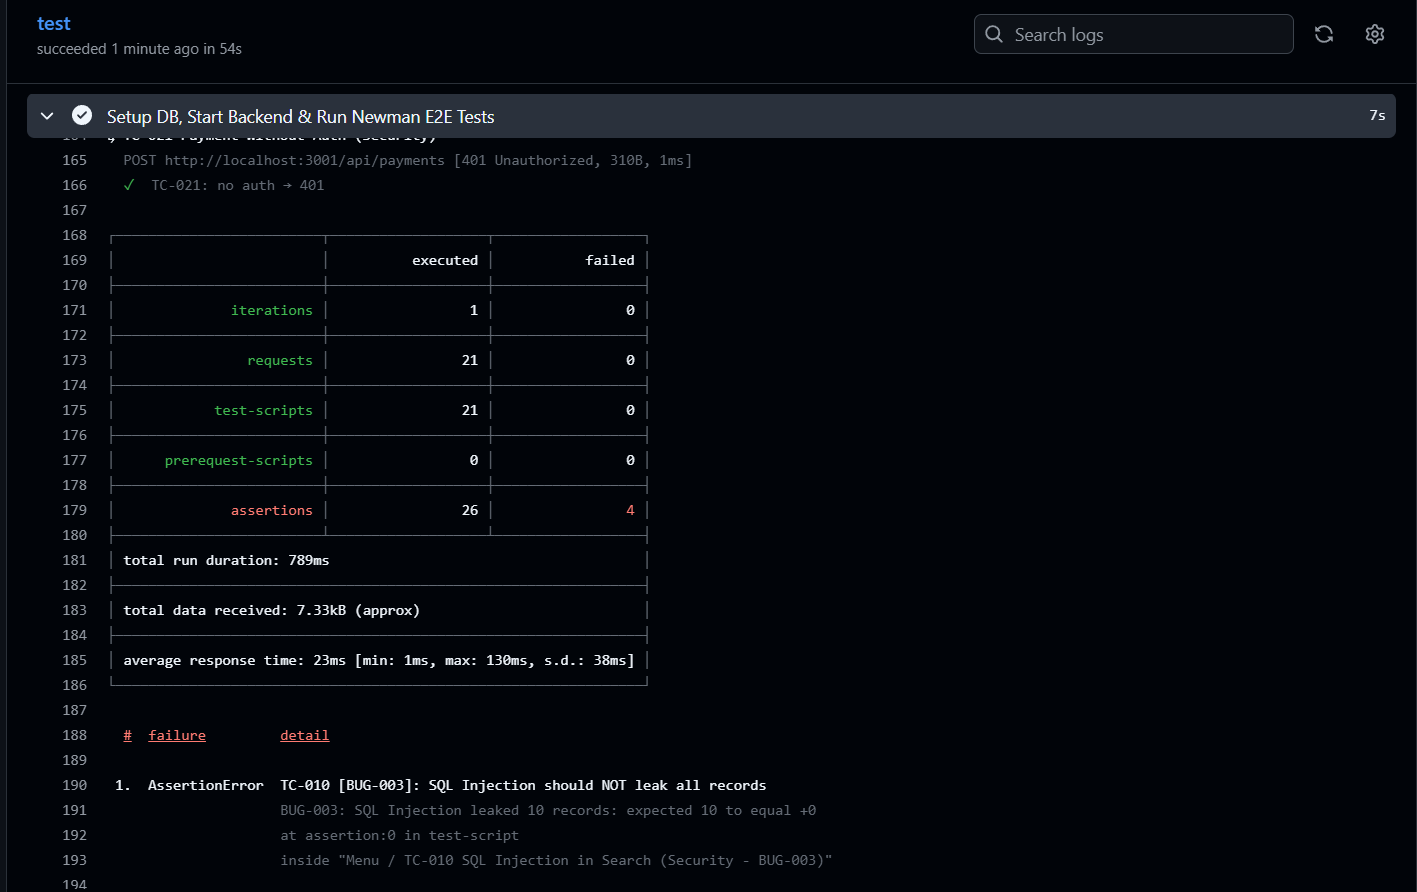 test
succeeded 1 minute ago in 54s
Search logs
Setup DB, Start Backend & Run Newman E2E Tests 7s
165 POST http://localhost:3001/api/payments [401 Unauthorized, 310B, 1ms]
166 ✓ TC-021: no auth → 401
167
168
169 executed failed
170
171 iterations 1 0
172
173 requests 21 0
174
175 test-scripts 21 0
176
177 prerequest-scripts 0 0
178
179 assertions 26 4
180
181 total run duration: 789ms
182
183 total data received: 7.33kB (approx)
184
185 average response time: 23ms [min: 1ms, max: 130ms, s.d.: 38ms]
186
187
188 # failure detail
189
190 1. AssertionError TC-010 [BUG-003]: SQL Injection should NOT leak all records
191 BUG-003: SQL Injection leaked 10 records: expected 10 to equal +0
192 at assertion:0 in test-script
193 inside "Menu / TC-010 SQL Injection in Search (Security - BUG-003)"
194